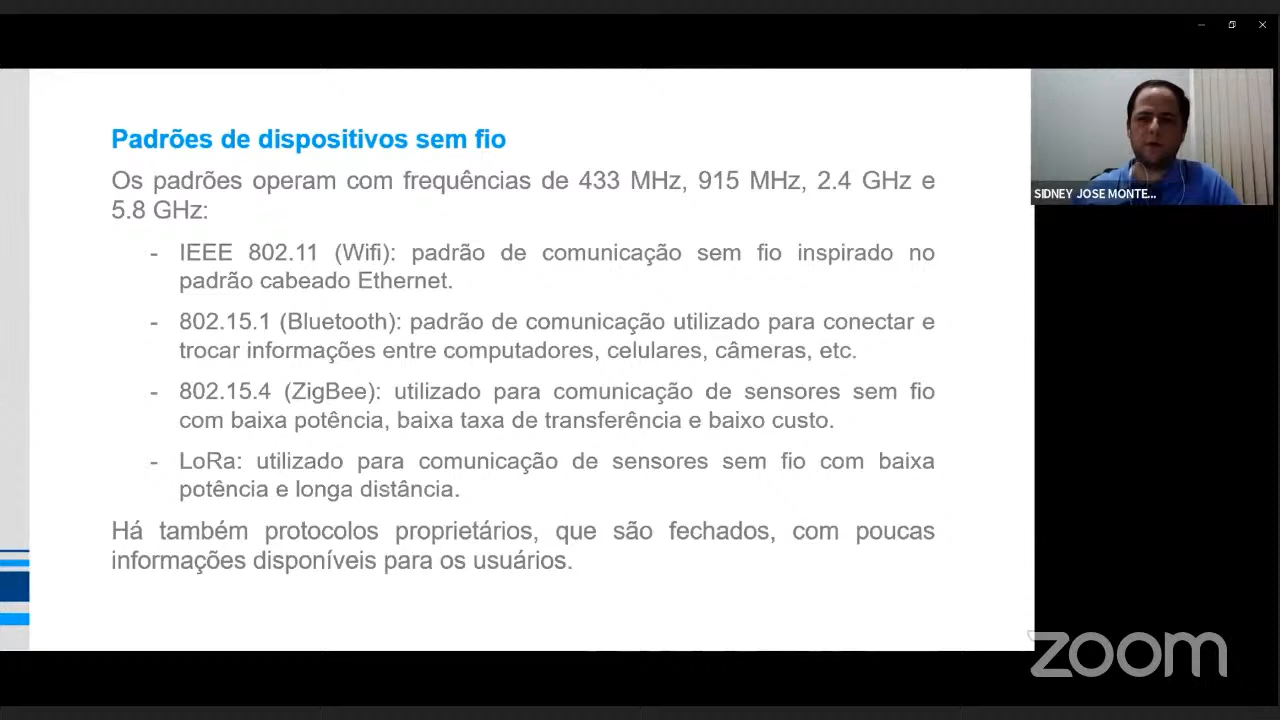 Padrões de dispositivos sem fio
Os padrões operam com frequências de 433 MHz, 915 MHz, 2.4 GHz e
5.8 GHz:
- IEEE 802.11 (Wifi): padrão de comunicação sem fio inspirado no
padrão cabeado Ethernet.
- 802.15.1 (Bluetooth): padrão de comunicação utilizado para conectar e
trocar informações entre computadores, celulares, câmeras, etc.
- 802.15.4 (ZigBee): utilizado para comunicação de sensores sem fio
com baixa potência, baixa taxa de transferência e baixo custo.
- LoRa: utilizado para comunicação de sensores sem fio com baixa
potência e longa distância.
Há também protocolos proprietários, que são fechados, com poucas
informações disponíveis para os usuários.
SIDNEY JOSE MONTE...
zoom